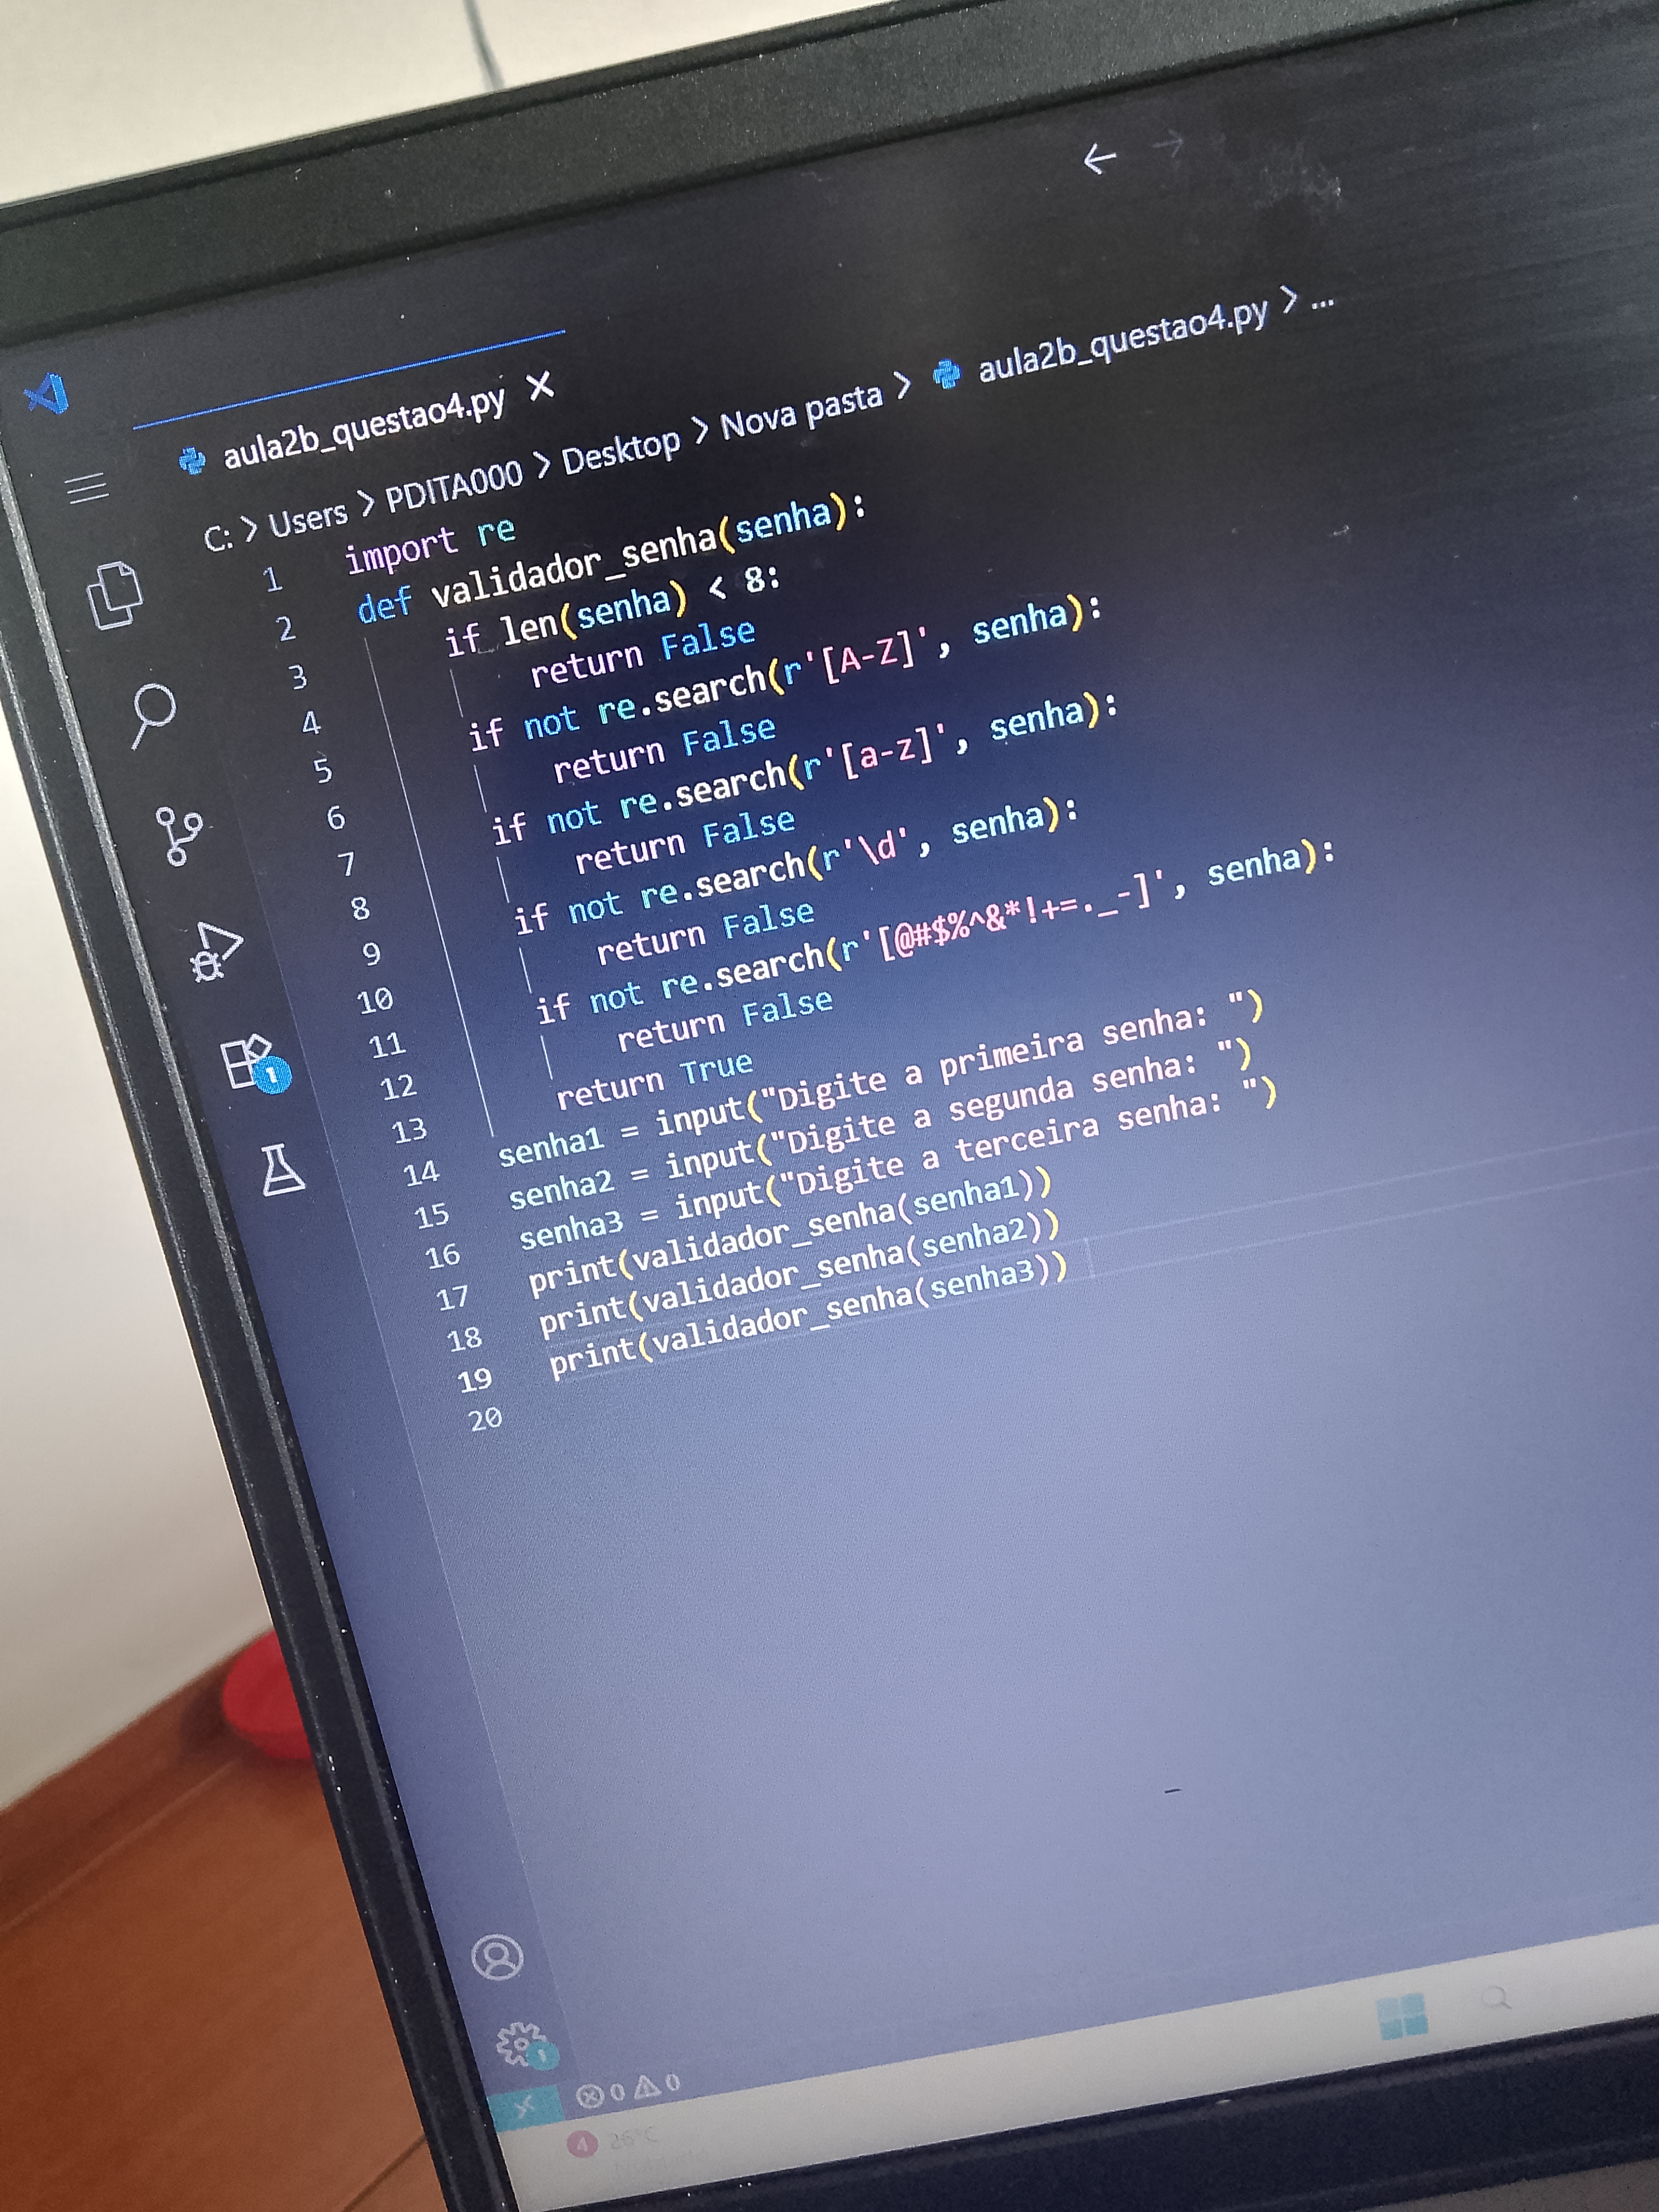 aula2b_questao4.py
C: > Users > PDITA000 > Desktop > Nova pasta > aula2b_questao4.py > ...
1 import re
2 def validador_senha(senha):
3 if len(senha) < 8:
4 return False
5 if not re.search(r'[A-Z]', senha):
6 return False
7 if not re.search(r'[a-z]', senha):
8 return False
9 if not re.search(r'\d', senha):
10 return False
11 if not re.search(r'[@#$%^&*!+=._-]', senha):
12 return False
13 return True
14 senha1 = input("Digite a primeira senha: ")
15 senha2 = input("Digite a segunda senha: ")
16 senha3 = input("Digite a terceira senha: ")
17 print(validador_senha(senha1))
18 print(validador_senha(senha2))
19 print(validador_senha(senha3))
20
1
1
0 0
4 26°C